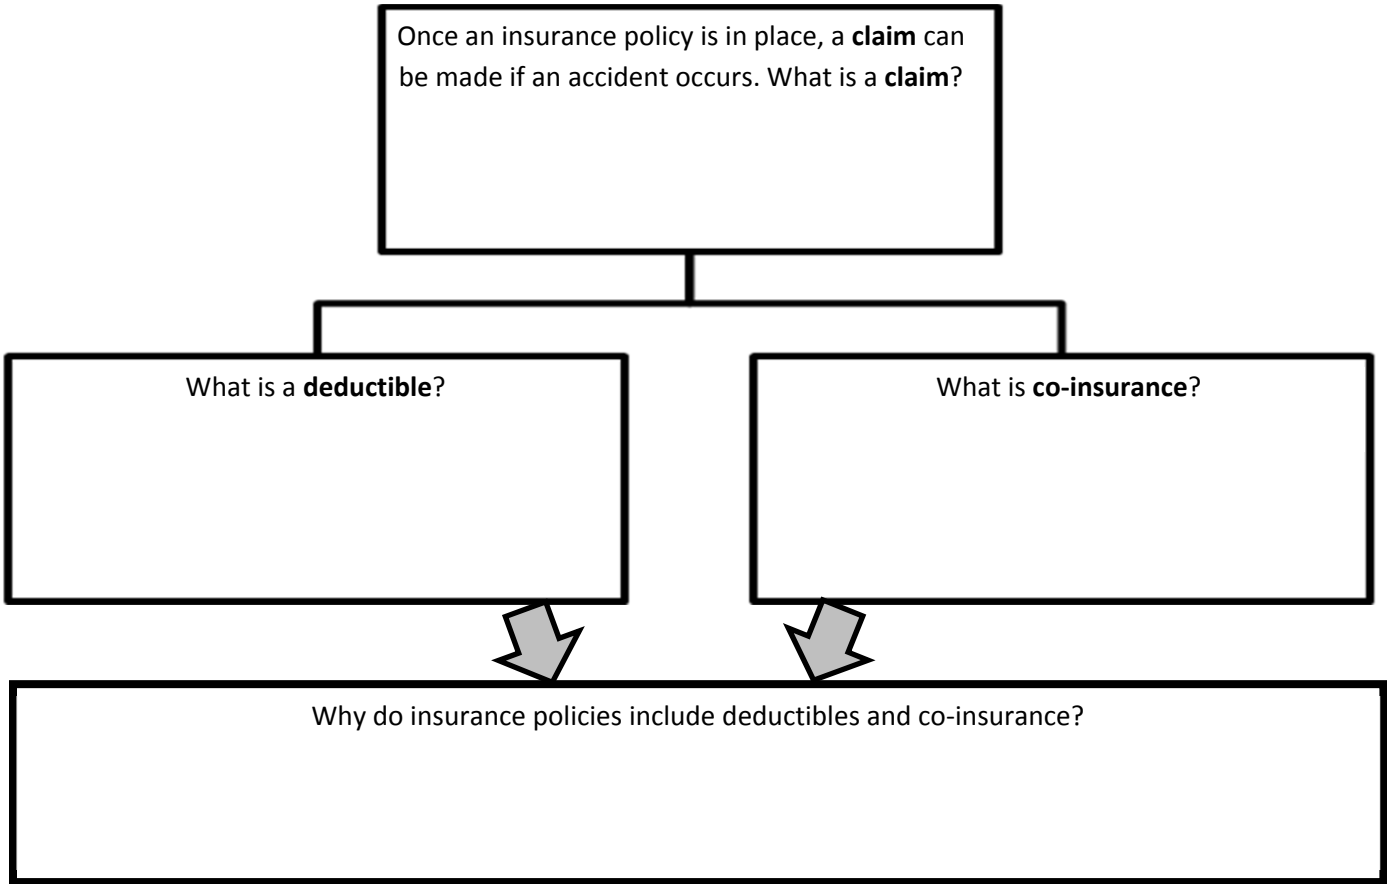 Once an insurance policy is in place, a claim can
be made if an accident occurs. What is a claim?
What is a deductible?
What is co-insurance?
Why do insurance policies include deductibles and co-insurance?